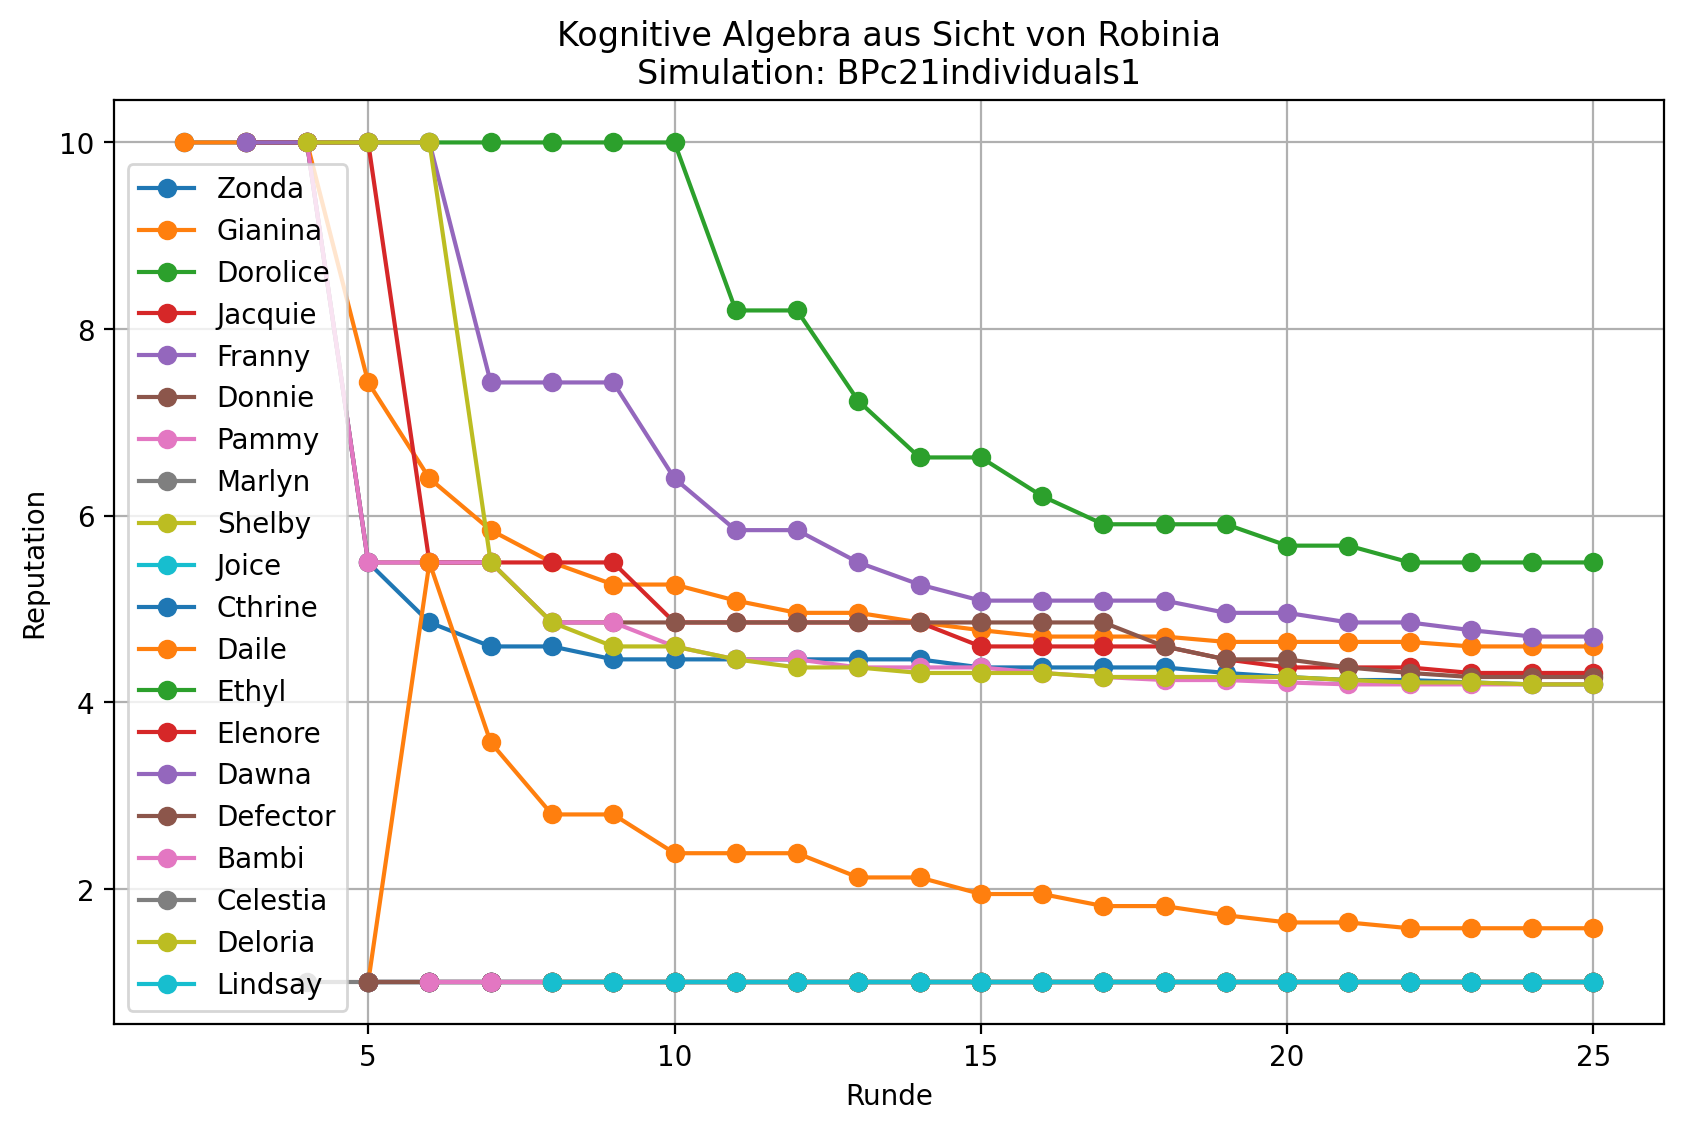 Kognitive Algebra aus Sicht von Robinia
Simulation: BPc21individuals1
Reputation
10
8
6
4
2
Zonda
Gianina
Dorolice
Jacquie
Franny
Donnie
Pammy
Marlyn
Shelby
Joice
Cthrine
Daile
Ethyl
Elenore
Dawna
Defector
Bambi
Celestia
Deloria
Lindsay
5
10
15
20
25
Runde